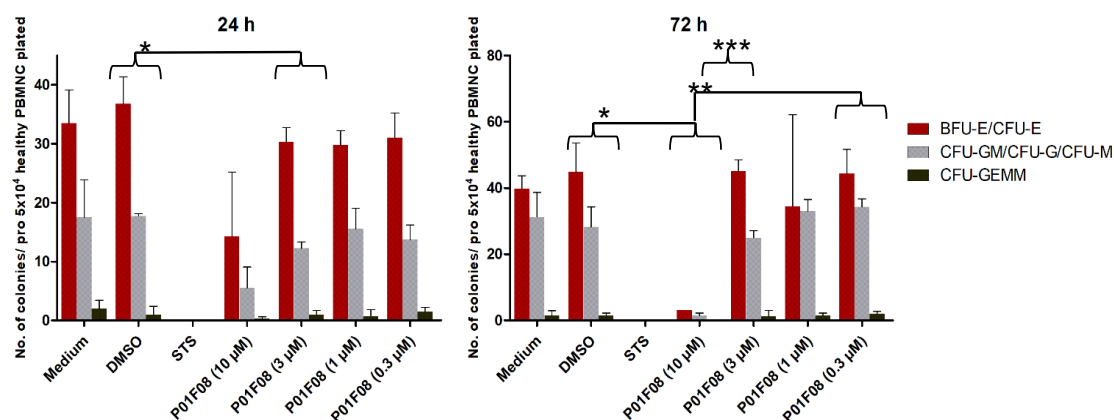 24 h
No. of colonies/ pro 5x10⁴ healthy PBMNC plated
40
30
20
10
0
*
Medium
DMSO
STS
P01F08 (10 µM)
P01F08 (3 µM)
P01F08 (1 µM)
P01F08 (0.3 µM)
72 h
No. of colonies/ pro 5x10⁴ healthy PBMNC plated
80
60
40
20
0
***
**
*
Medium
DMSO
STS
P01F08 (10 µM)
P01F08 (3 µM)
P01F08 (1 µM)
P01F08 (0.3 µM)
BFU-E/CFU-E
CFU-GM/CFU-G/CFU-M
CFU-GEMM